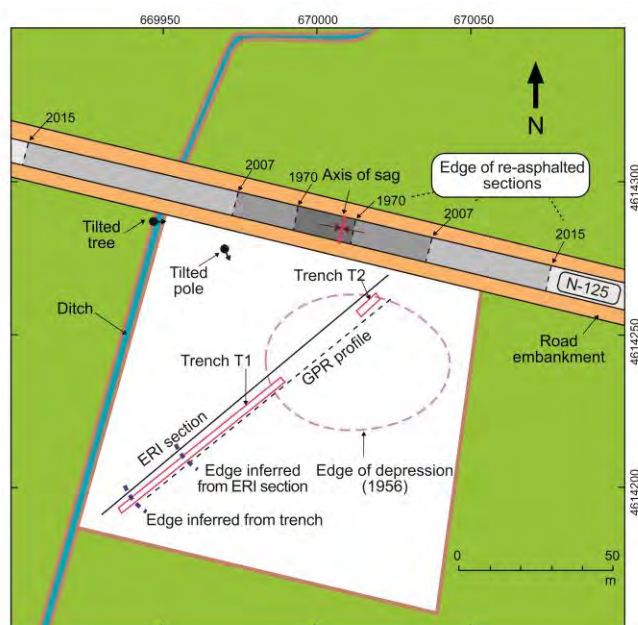 669950
670000
670050
2015
2007
1970
Axis of sag
1970
2007
2015
Edge of re-asphalted
sections
N
4614300
Tilted
tree
Tilted
pole
Trench T2
N-125
Ditch
Road
embankment
4614250
Trench T1
GPR profile
ERI section
Edge inferred
from ERI section
Edge of depression
(1956)
4614200
Edge inferred from trench
0
50
m